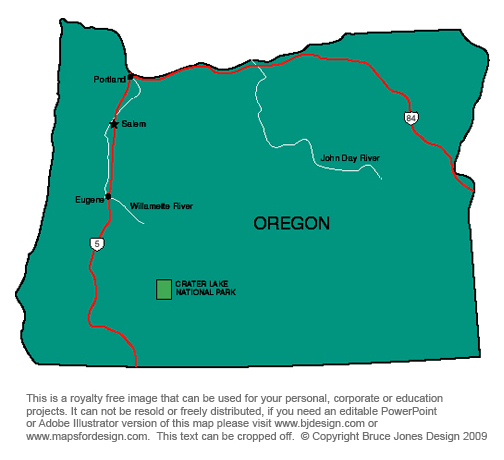 Portland
Salem
84
John Day River
Eugene
Willamette River
OREGON
5
CRATER LAKE
NATIONAL PARK
This is a royalty free image that can be used for your personal, corporate or education
projects. It can not be resold or freely distributed, if you need an editable PowerPoint
or Adobe Illustrator version of this map please visit www.bjdesign.com or
www.mapsfordesign.com. This text can be cropped off. © Copyright Bruce Jones Design 2009